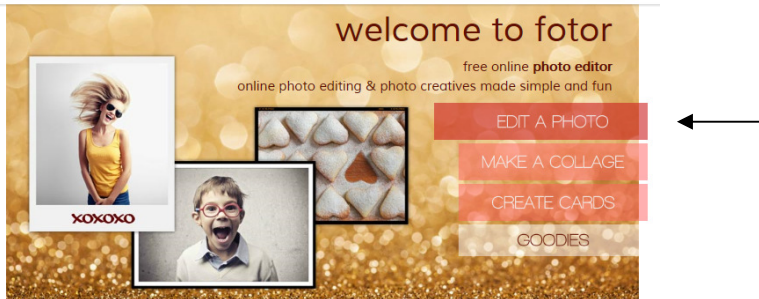 welcome to fotor
free online photo editor
online photo editing & photo creatives made simple and fun
EDIT A PHOTO
MAKE A COLLAGE
CREATE CARDS
GOODIES
xoxoxo